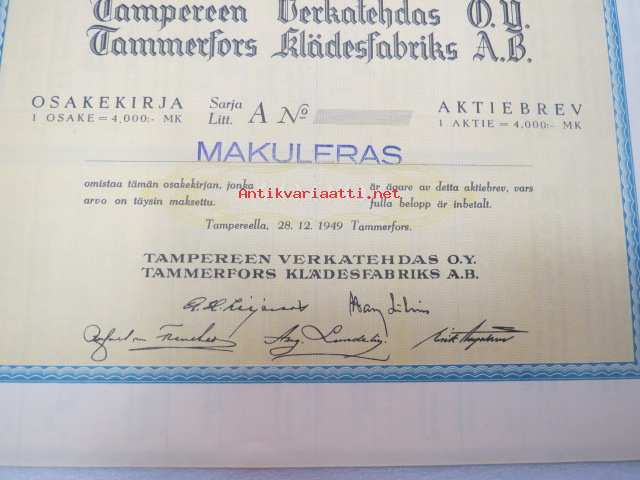 Tampereen Verkatehdas O.Y.
Tammerfors Klädesfabriks A.B.
OSAKEKIRJA Sarja Litt. A No AKTIEBREV
1 OSAKE = 4,000:- MK 1 AKTIE = 4,000:- MK
MAKULERAS
omistaa tämän osakekirjan, jonka är ägare av detta aktiebrev, vars
Antikvariaatti.net
arvo on täysin maksettu. fulla belopp är inbetalt.
Tampereella, 28. 12. 1949 Tammerfors.
TAMPEREEN VERKATEHDAS O.Y.
TAMMERFORS KLÄDESFABRIKS A.B.